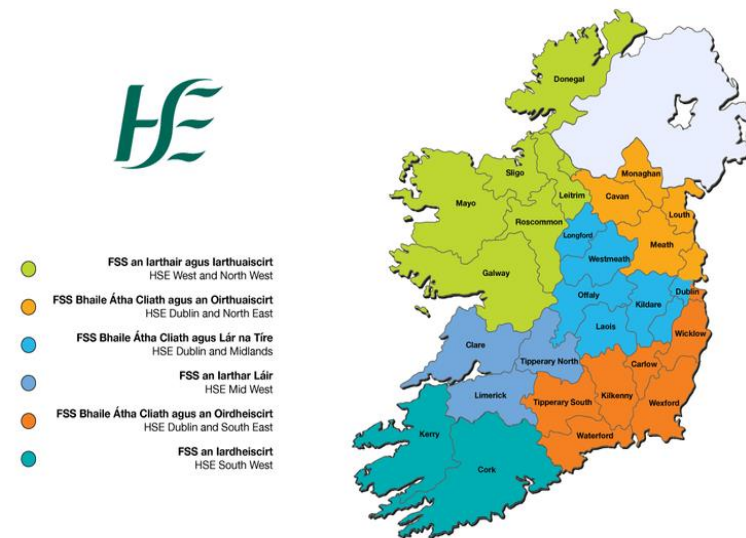 HSE
FSS an Iarthair agus Iarthuaiscirt
HSE West and North West
FSS Bhaile Átha Cliath agus an Oirthuaiscirt
HSE Dublin and North East
FSS Bhaile Átha Cliath agus Lár na Tíre
HSE Dublin and Midlands
FSS an Iarthar Láir
HSE Mid West
FSS Bhaile Átha Cliath agus an Oirdheiscirt
HSE Dublin and South East
FSS an Iardheiscirt
HSE South West
Donegal
Monaghan
Sligo
Leitrim
Cavan
Louth
Mayo
Roscommon
Longford
Meath
Westmeath
Galway
Offaly
Kildare
Dublin
Laois
Wicklow
Clare
Tipperary North
Carlow
Limerick
Tipperary South
Kilkenny
Wexford
Waterford
Kerry
Cork